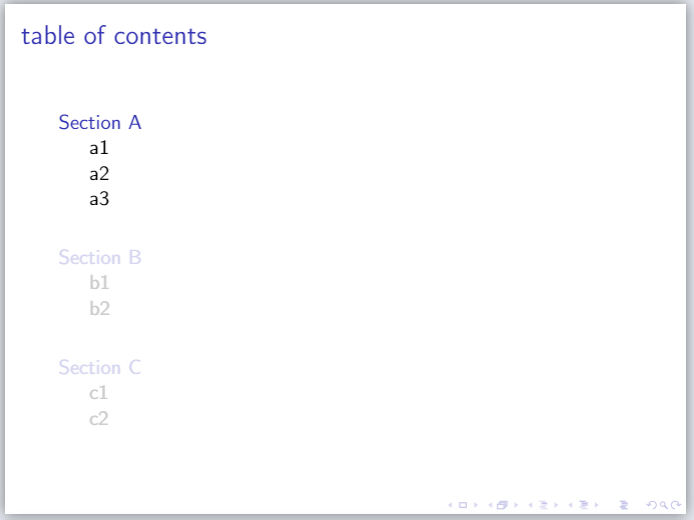 table of contents
Section A
a1
a2
a3
Section B
b1
b2
Section C
c1
c2